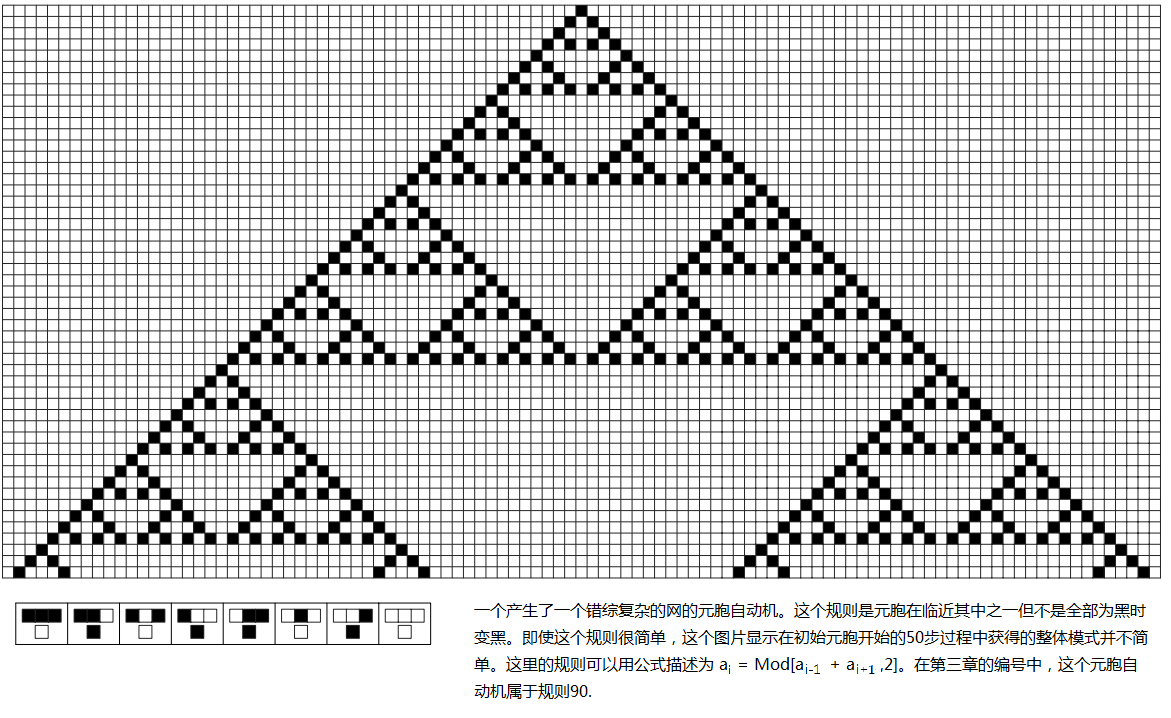 一个产生了一个错综复杂的网的元胞自动机。这个规则是元胞在临近其中之一但不是全部为黑时
变黑。即使这个规则很简单，这个图片显示在初始元胞开始的50步过程中获得的整体模式并不简
单。这里的规则可以用公式描述为 aᵢ = Mod[aᵢ₋₁ + aᵢ₊₁ ,2]。在第三章的编号中，这个元胞自
动机属于规则90.